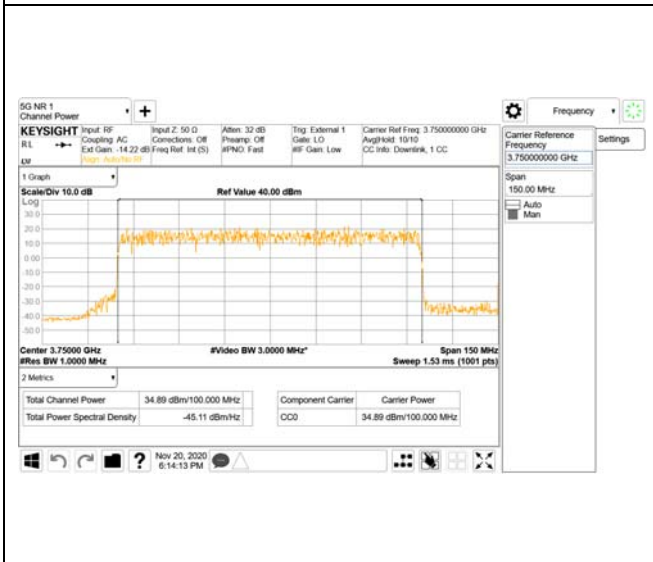 5G NR 1
Channel Power
+
Frequency
KEYSIGHT
RL
Input: RF
Coupling: AC
Ext Gain: -14.22 dB
Align: Auto/No RF
Input Z: 50 Ω
Corrections: Off
Freq Ref: Int (S)
Atten: 32 dB
Preamp: Off
#PNO: Fast
Trig: External 1
Gate: LO
#IF Gain: Low
Carrier Ref Freq: 3.750000000 GHz
Avg|Hold: 10/10
CC Info: Downlink, 1 CC
Carrier Reference
Frequency
3.750000000 GHz
Settings
Span
150.00 MHz
Auto
Man
1 Graph
Scale/Div 10.0 dB
Ref Value 40.00 dBm
Log
30.0
20.0
10.0
0.00
-10.0
-20.0
-30.0
-40.0
-50.0
Center 3.75000 GHz
#Video BW 3.0000 MHz*
Span 150 MHz
#Res BW 1.0000 MHz
Sweep 1.53 ms (1001 pts)
2 Metrics
Total Channel Power 34.89 dBm/100.000 MHz
Total Power Spectral Density -45.11 dBm/Hz
Component Carrier Carrier Power
CC0 34.89 dBm/100.000 MHz
?
Nov 20, 2020
6:14:13 PM